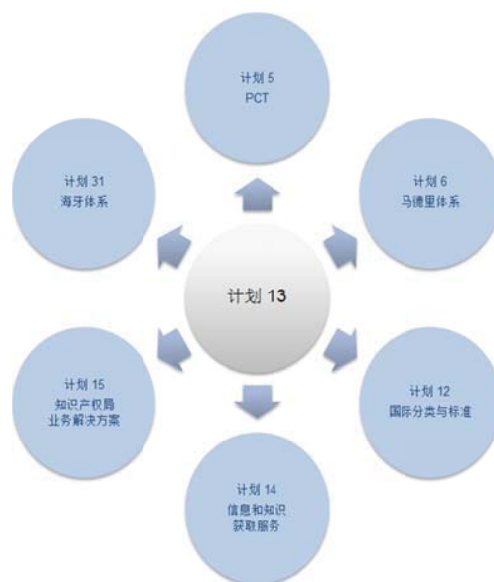 计划 5
PCT
计划 31
海牙体系
计划 6
马德里体系
计划 13
计划 15
知识产权局
业务解决方案
计划 12
国际分类与标准
计划 14
信息和知识
获取服务